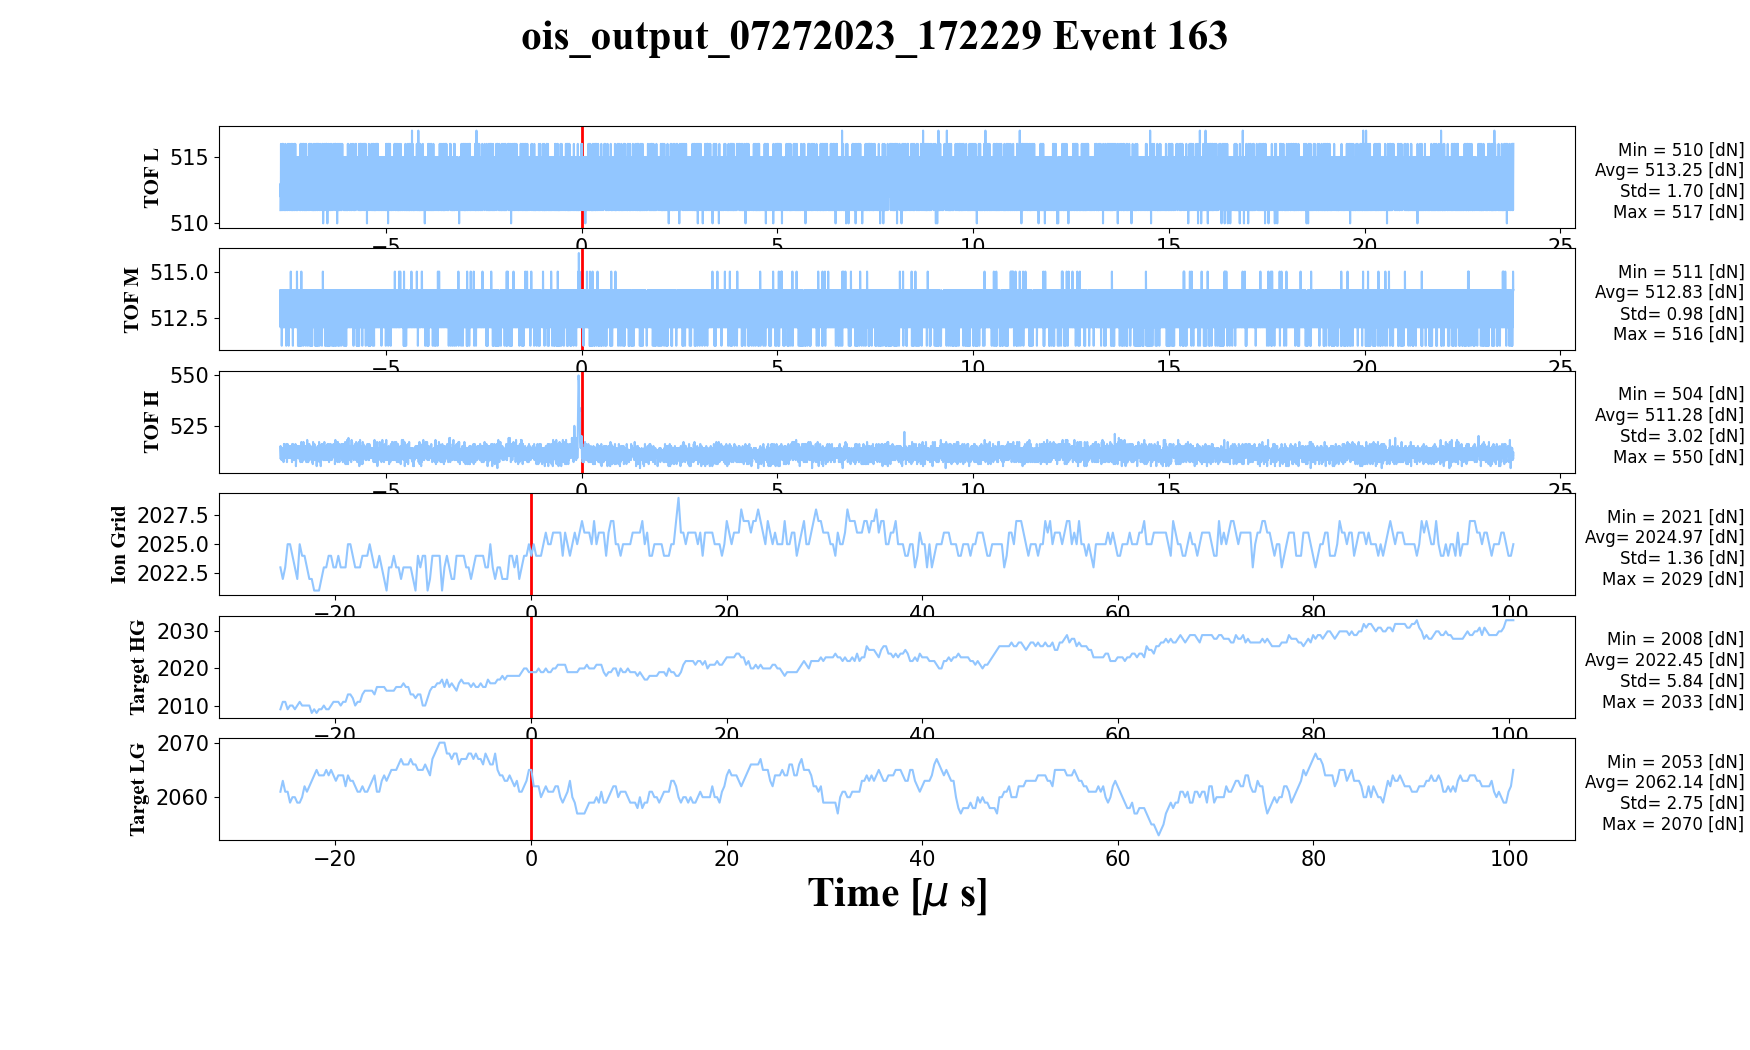 ois_output_07272023_172229 Event 163
TOF L
515
510
−5 0 5 10 15 20 25
Min = 510 [dN]
Avg= 513.25 [dN]
Std= 1.70 [dN]
Max = 517 [dN]
TOF M
515.0
512.5
−5 0 5 10 15 20 25
Min = 511 [dN]
Avg= 512.83 [dN]
Std= 0.98 [dN]
Max = 516 [dN]
TOF H
550
525
−5 0 5 10 15 20 25
Min = 504 [dN]
Avg= 511.28 [dN]
Std= 3.02 [dN]
Max = 550 [dN]
Ion Grid
2027.5
2025.0
2022.5
−20 0 20 40 60 80 100
Min = 2021 [dN]
Avg= 2024.97 [dN]
Std= 1.36 [dN]
Max = 2029 [dN]
Target HG
2030
2020
2010
−20 0 20 40 60 80 100
Min = 2008 [dN]
Avg= 2022.45 [dN]
Std= 5.84 [dN]
Max = 2033 [dN]
Target LG
2070
2060
−20 0 20 40 60 80 100
Min = 2053 [dN]
Avg= 2062.14 [dN]
Std= 2.75 [dN]
Max = 2070 [dN]
Time [μ s]